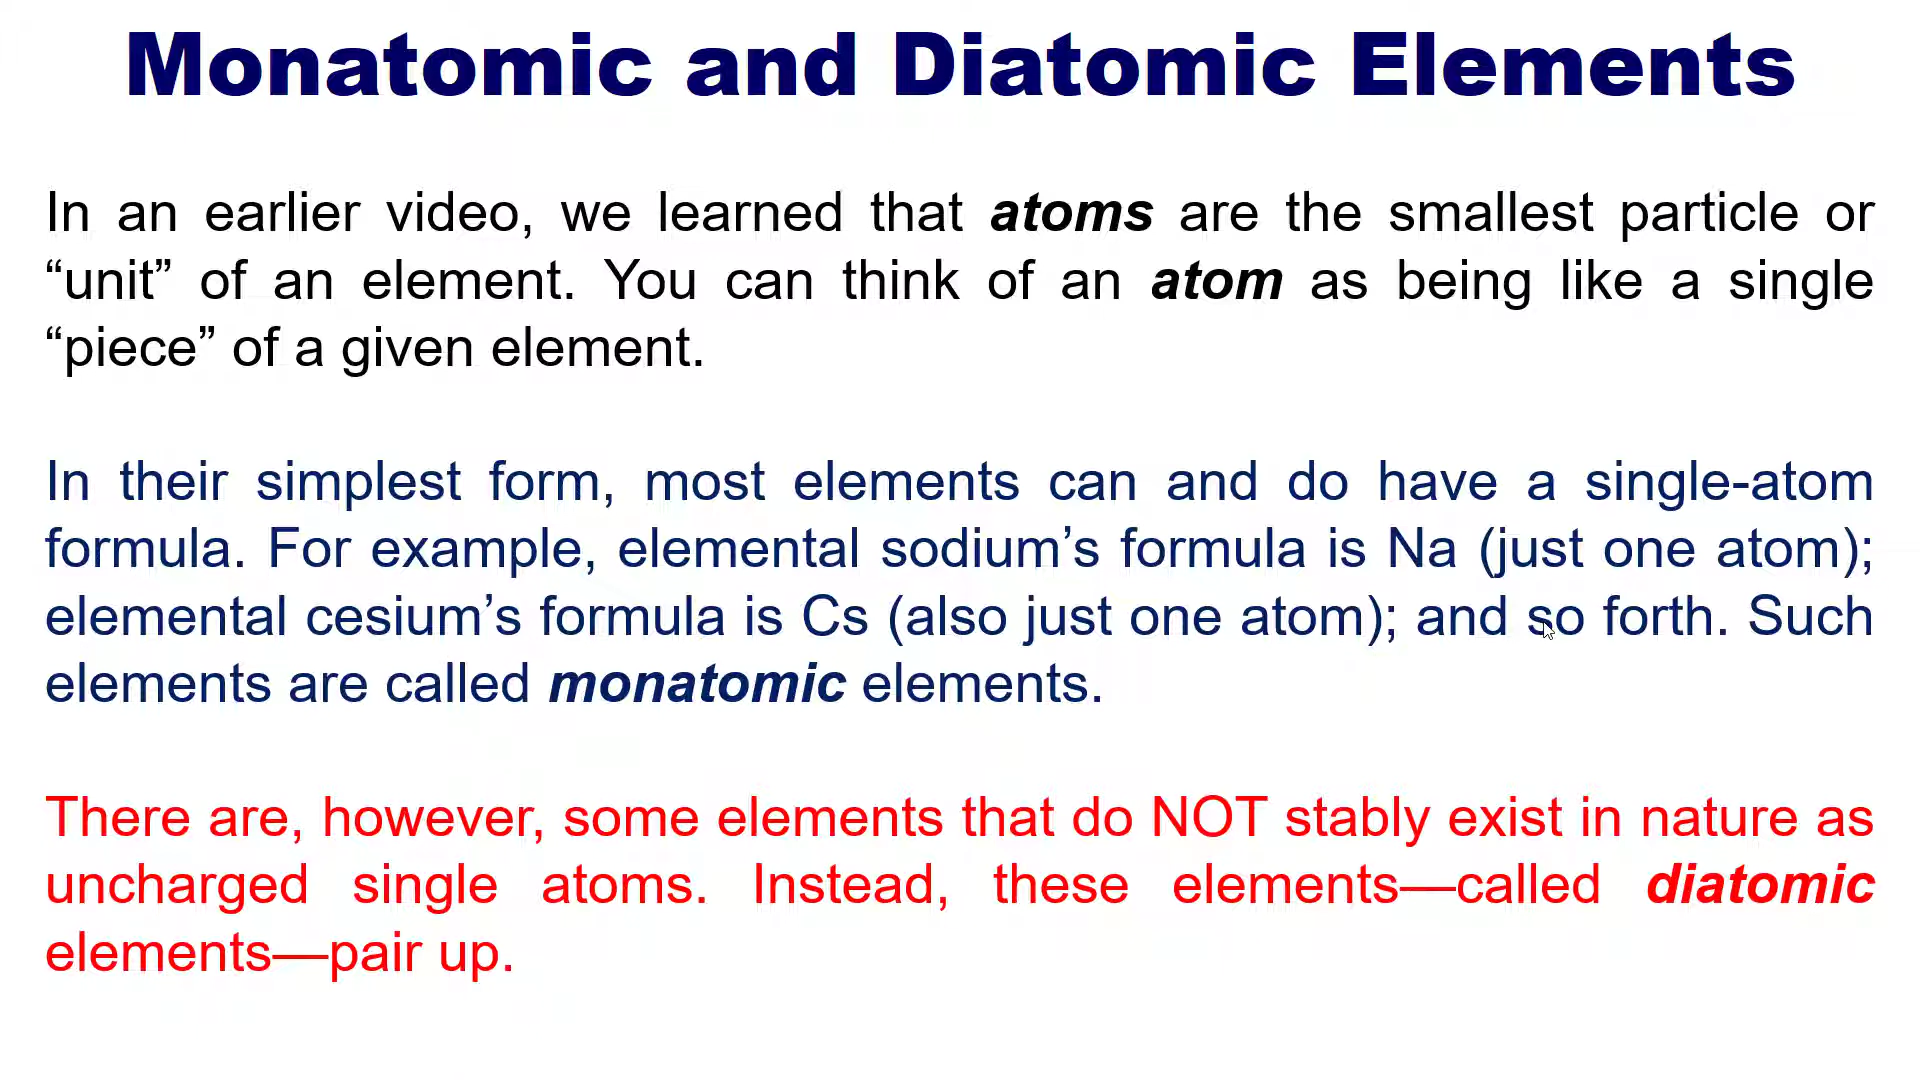 Monatomic and Diatomic Elements
In an earlier video, we learned that atoms are the smallest particle or
“unit” of an element. You can think of an atom as being like a single
“piece” of a given element.
In their simplest form, most elements can and do have a single-atom
formula. For example, elemental sodium’s formula is Na (just one atom);
elemental cesium’s formula is Cs (also just one atom); and so forth. Such
elements are called monatomic elements.
There are, however, some elements that do NOT stably exist in nature as
uncharged single atoms. Instead, these elements—called diatomic
elements—pair up.